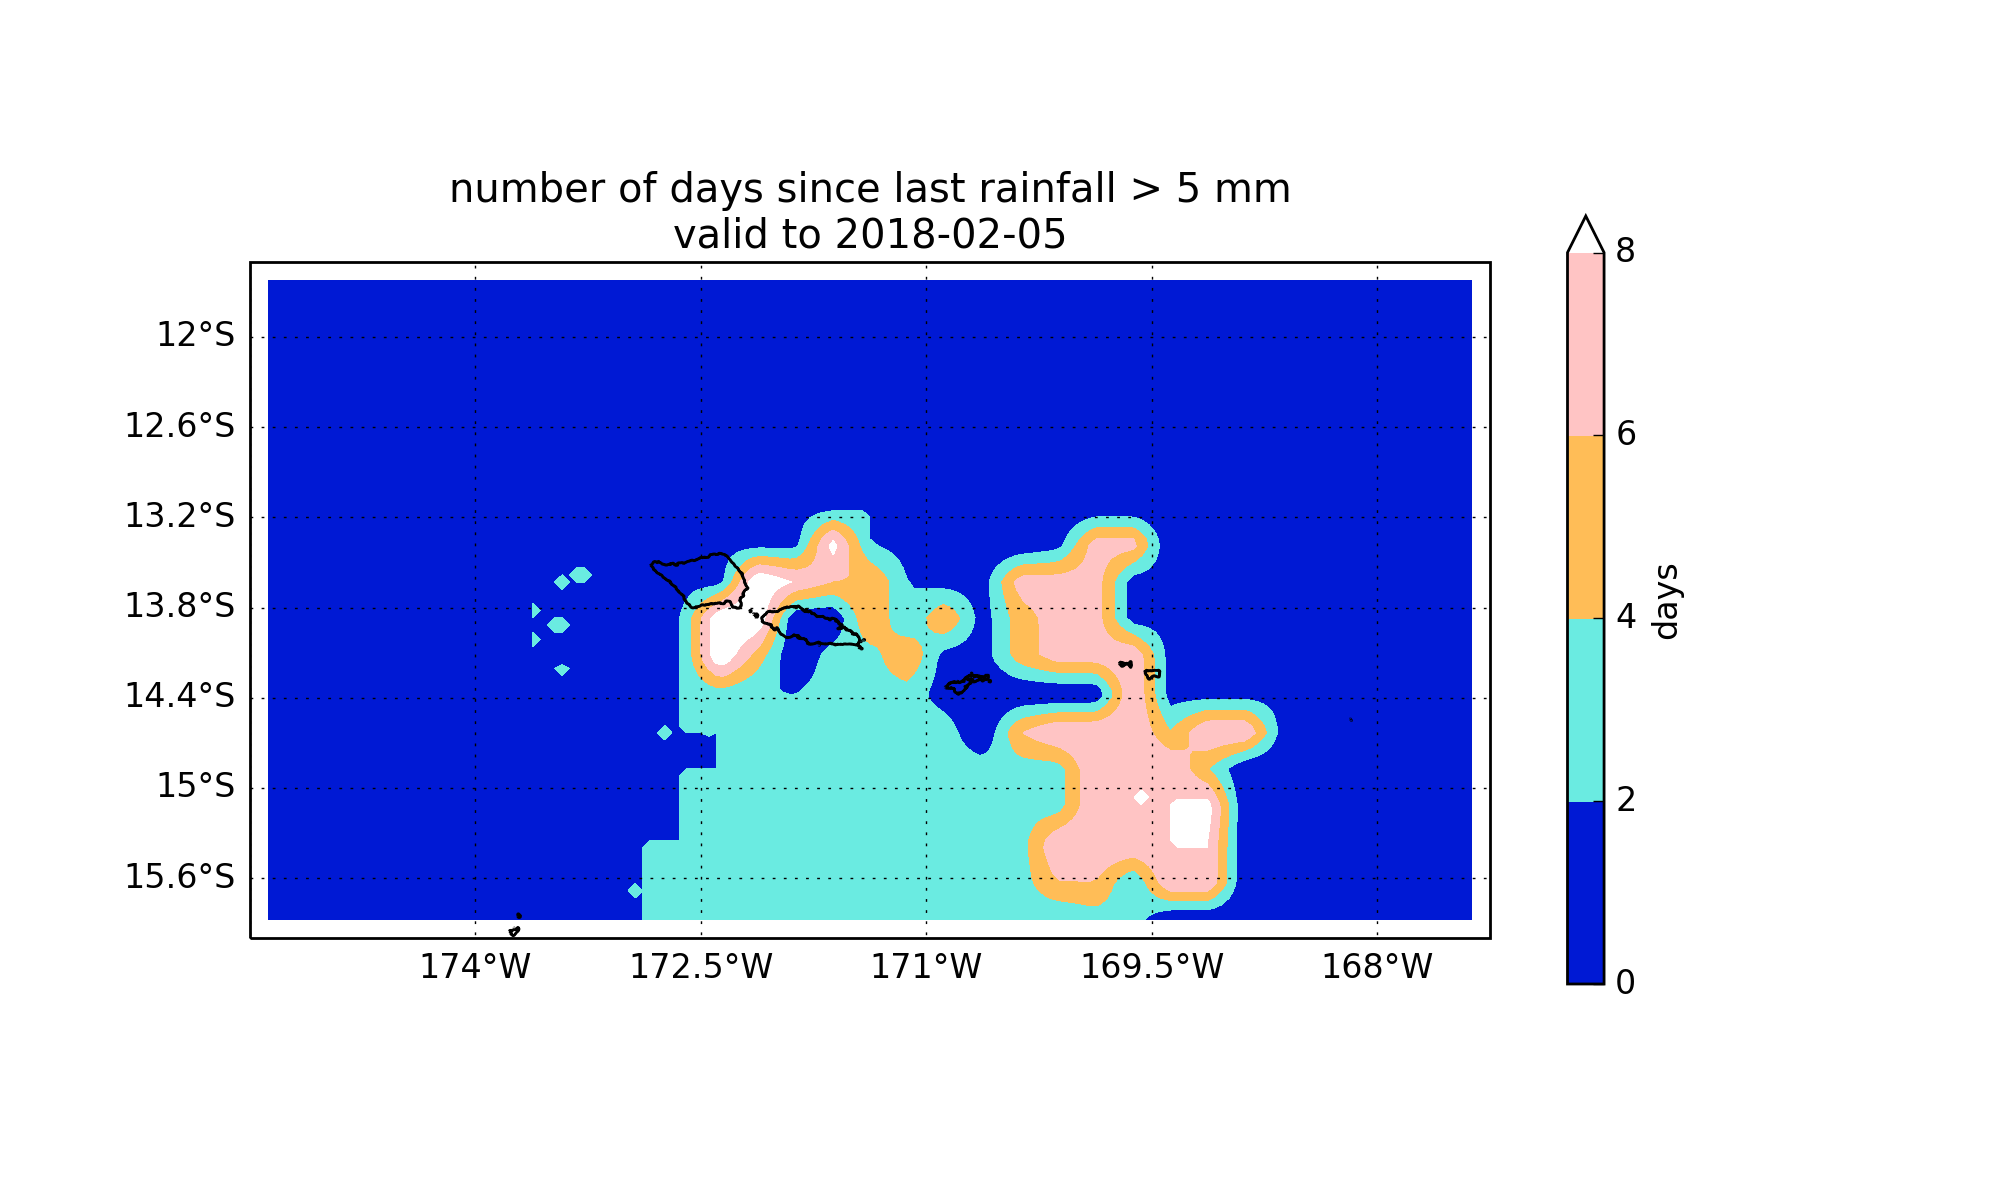 number of days since last rainfall > 5 mm
valid to 2018-02-05
12°S
12.6°S
13.2°S
13.8°S
14.4°S
15°S
15.6°S
174°W
172.5°W
171°W
169.5°W
168°W
8
6
4
2
0
days